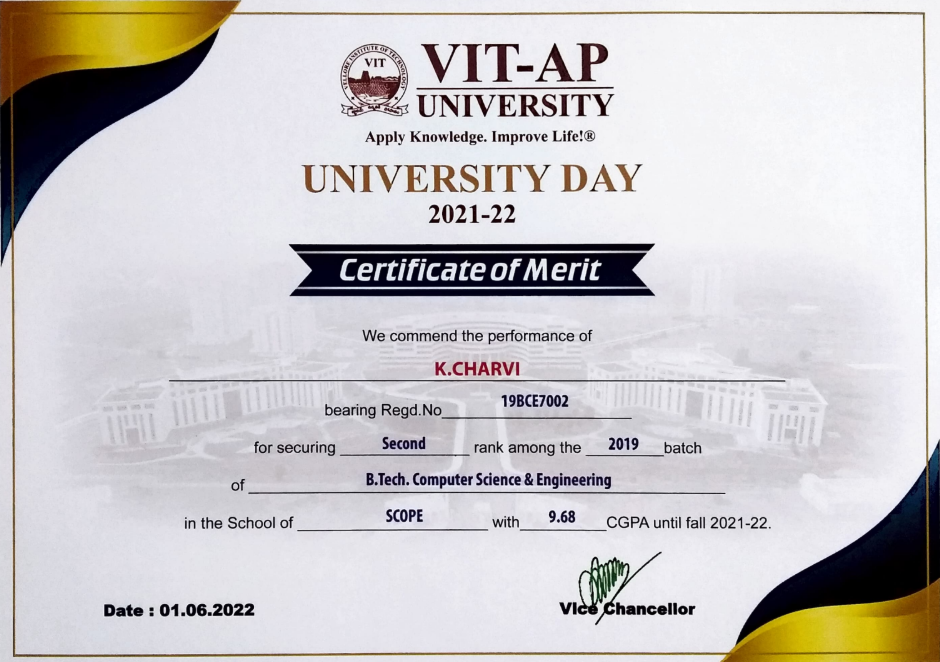 VELLORE INSTITUTE OF TECHNOLOGY
VIT
VIT-AP
UNIVERSITY
Apply Knowledge. Improve Life!®
UNIVERSITY DAY
2021-22
Certificate of Merit
We commend the performance of
K.CHARVI
bearing Regd.No 19BCE7002
for securing Second rank among the 2019 batch
of B.Tech. Computer Science & Engineering
in the School of SCOPE with 9.68 CGPA until fall 2021-22.
Date : 01.06.2022
Vice Chancellor